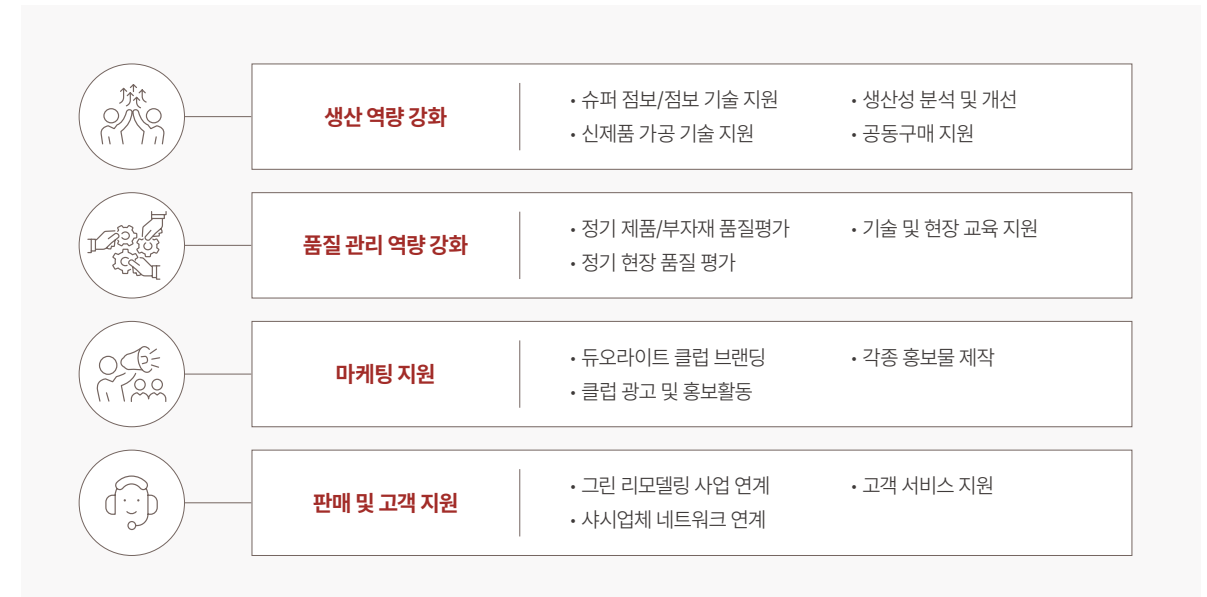 생산 역량 강화
• 슈퍼 점보/점보 기술 지원
• 생산성 분석 및 개선
• 신제품 가공 기술 지원
• 공동구매 지원
품질 관리 역량 강화
• 정기 제품/부자재 품질평가
• 기술 및 현장 교육 지원
• 정기 현장 품질 평가
마케팅 지원
• 듀오라이트 클럽 브랜딩
• 각종 홍보물 제작
• 클럽 광고 및 홍보활동
판매 및 고객 지원
• 그린 리모델링 사업 연계
• 고객 서비스 지원
• 샤시업체 네트워크 연계